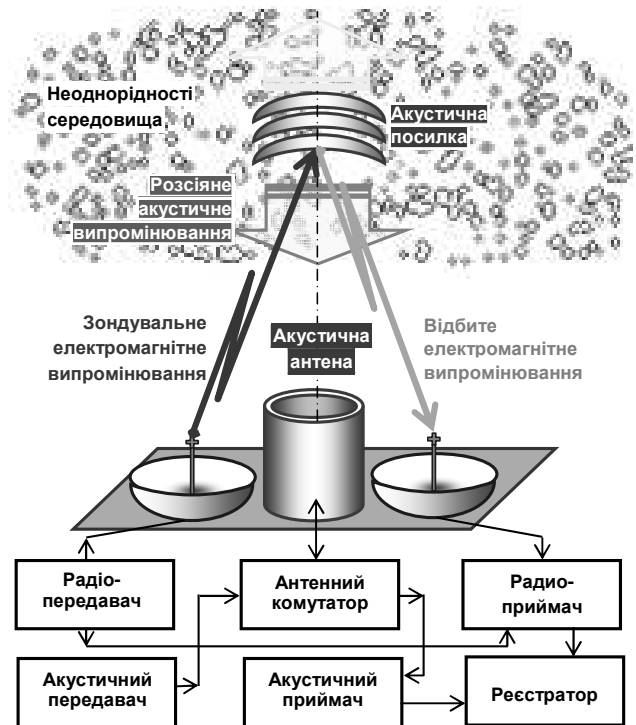 Неоднорідності
середовища
Акустична
посилка
Розсіяне
акустичне
випромінювання
Зондувальне
електромагнітне
випромінювання
Акустична
антена
Відбите
електромагнітне
випромінювання
Радіо-
передавач
Антенний
комутатор
Радио-
приймач
Акустичний
передавач
Акустичний
приймач
Реєстратор